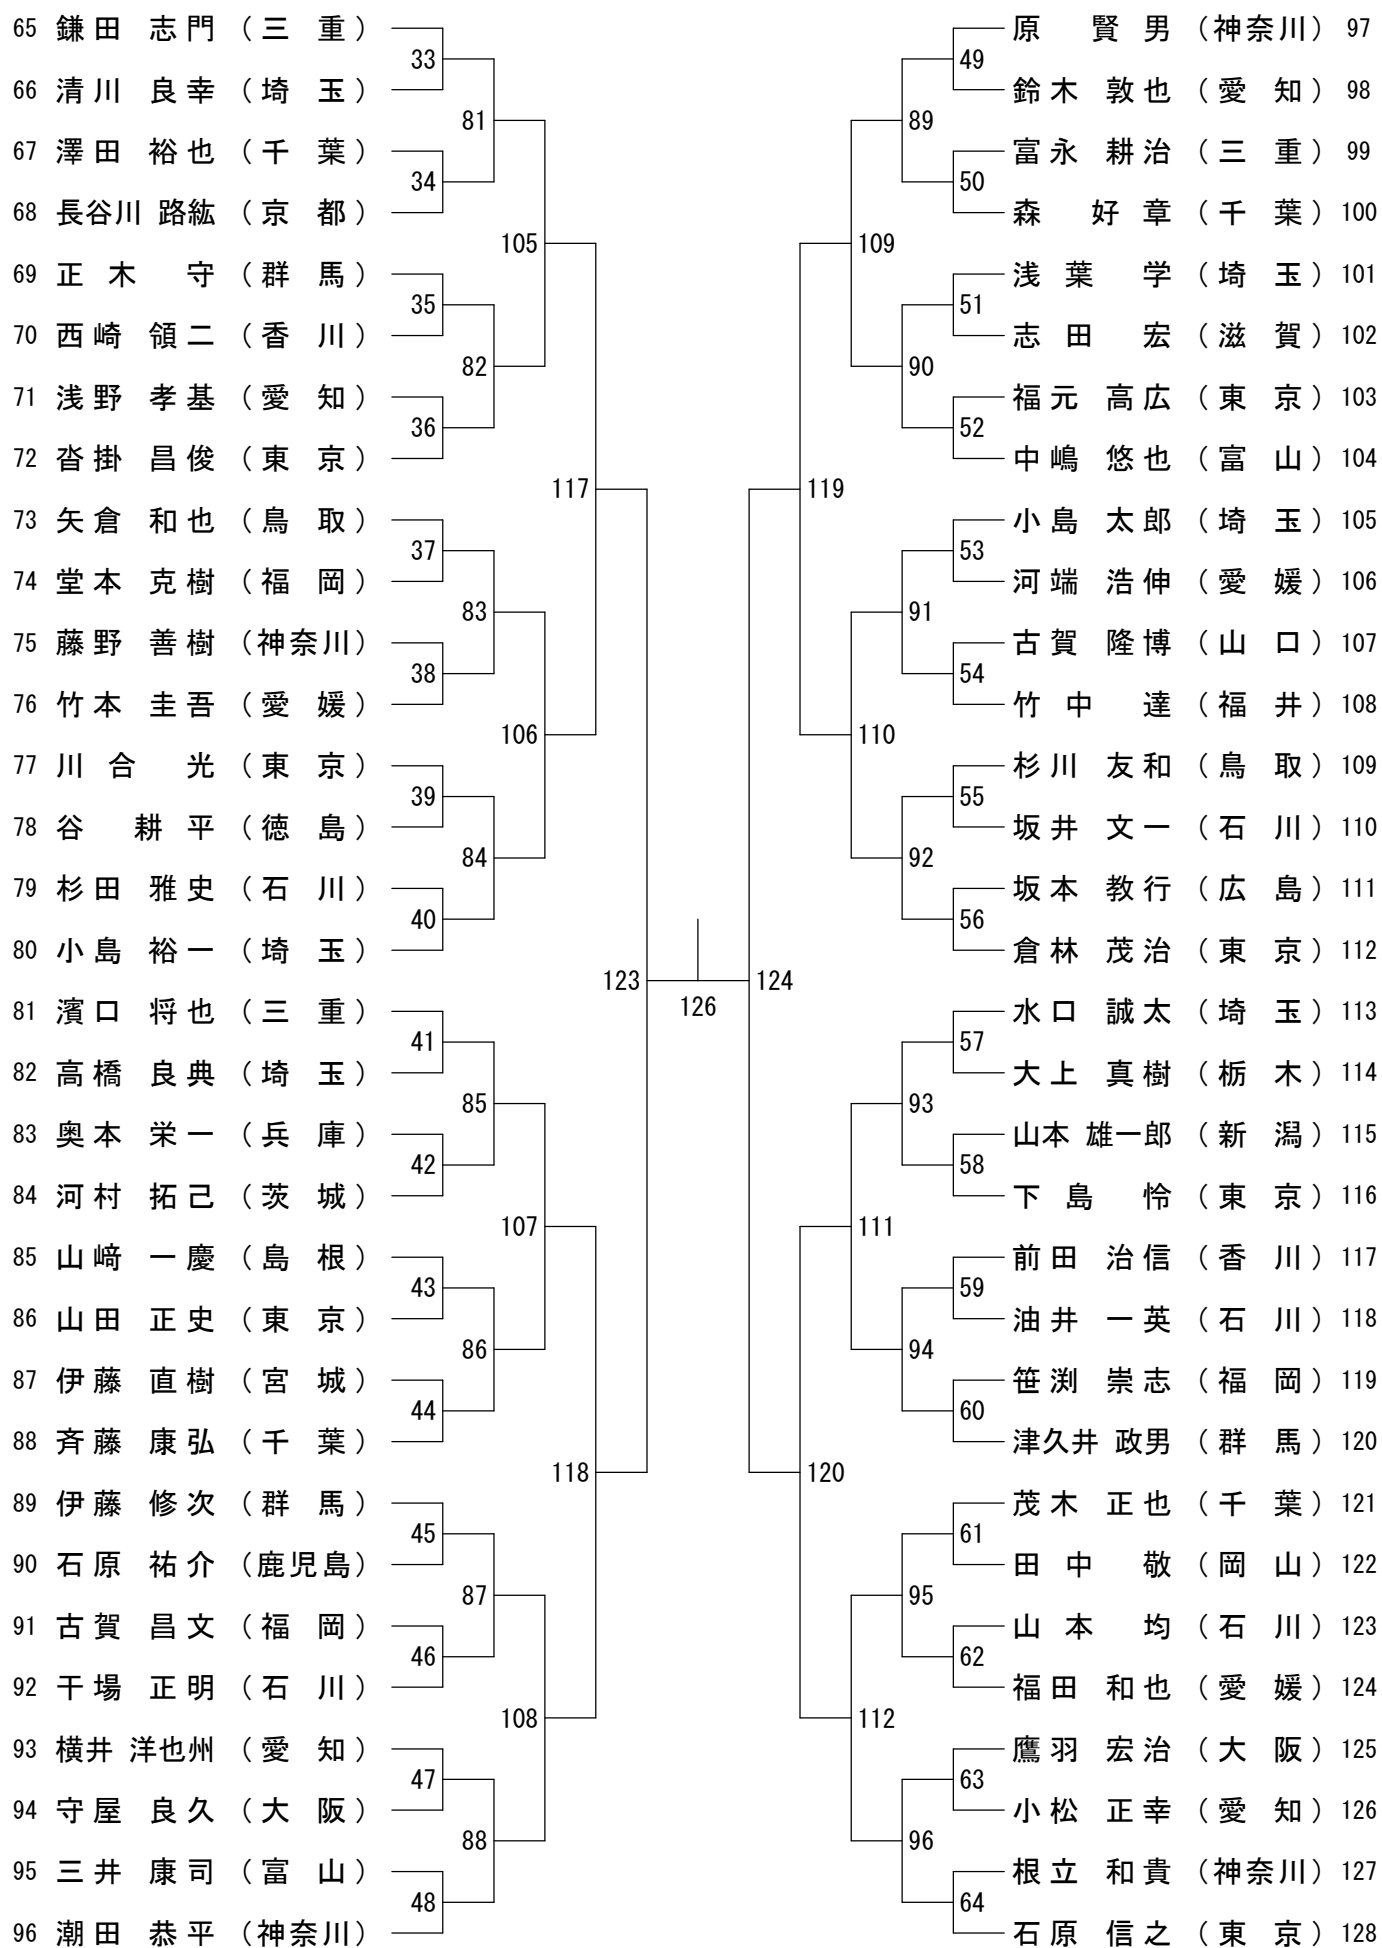 65 鎌田 志門 (三 重)
33
66 清川 良幸 (埼 玉)
81
67 澤田 裕也 (千 葉)
34
68 長谷川 路紘 (京 都)
105
69 正木 守 (群 馬)
35
70 西崎 領二 (香 川)
82
71 浅野 孝基 (愛 知)
36
72 沓掛 昌俊 (東 京)
117
73 矢倉 和也 (鳥 取)
37
74 堂本 克樹 (福 岡)
83
75 藤野 善樹 (神奈川)
38
76 竹本 圭吾 (愛 媛)
106
77 川合 光 (東 京)
39
78 谷 耕平 (徳 島)
84
79 杉田 雅史 (石 川)
40
80 小島 裕一 (埼 玉)
123
81 濱口 将也 (三 重)
41
82 高橋 良典 (埼 玉)
85
83 奥本 栄一 (兵 庫)
42
84 河村 拓己 (茨 城)
107
85 山﨑 一慶 (島 根)
43
86 山田 正史 (東 京)
86
87 伊藤 直樹 (宮 城)
44
88 斉藤 康弘 (千 葉)
118
89 伊藤 修次 (群 馬)
45
90 石原 祐介 (鹿児島)
87
91 古賀 昌文 (福 岡)
46
92 干場 正明 (石 川)
108
93 横井 洋也州 (愛 知)
47
94 守屋 良久 (大 阪)
88
95 三井 康司 (富 山)
48
96 潮田 恭平 (神奈川)
126
原 賢男 (神奈川) 97
49
鈴木 敦也 (愛 知) 98
89
富永 耕治 (三 重) 99
50
森 好章 (千 葉) 100
109
浅葉 学 (埼 玉) 101
51
志田 宏 (滋 賀) 102
90
福元 高広 (東 京) 103
52
中嶋 悠也 (富 山) 104
119
小島 太郎 (埼 玉) 105
53
河端 浩伸 (愛 媛) 106
91
古賀 隆博 (山 口) 107
54
竹中 達 (福 井) 108
110
杉川 友和 (鳥 取) 109
55
坂井 文一 (石 川) 110
92
坂本 教行 (広 島) 111
56
倉林 茂治 (東 京) 112
124
水口 誠太 (埼 玉) 113
57
大上 真樹 (栃 木) 114
93
山本 雄一郎 (新 潟) 115
58
下島 怜 (東 京) 116
111
前田 治信 (香 川) 117
59
油井 一英 (石 川) 118
94
笹渕 崇志 (福 岡) 119
60
津久井 政男 (群 馬) 120
120
茂木 正也 (千 葉) 121
61
田中 敬 (岡 山) 122
95
山本 均 (石 川) 123
62
福田 和也 (愛 媛) 124
112
鷹羽 宏治 (大 阪) 125
63
小松 正幸 (愛 知) 126
96
根立 和貴 (神奈川) 127
64
石原 信之 (東 京) 128